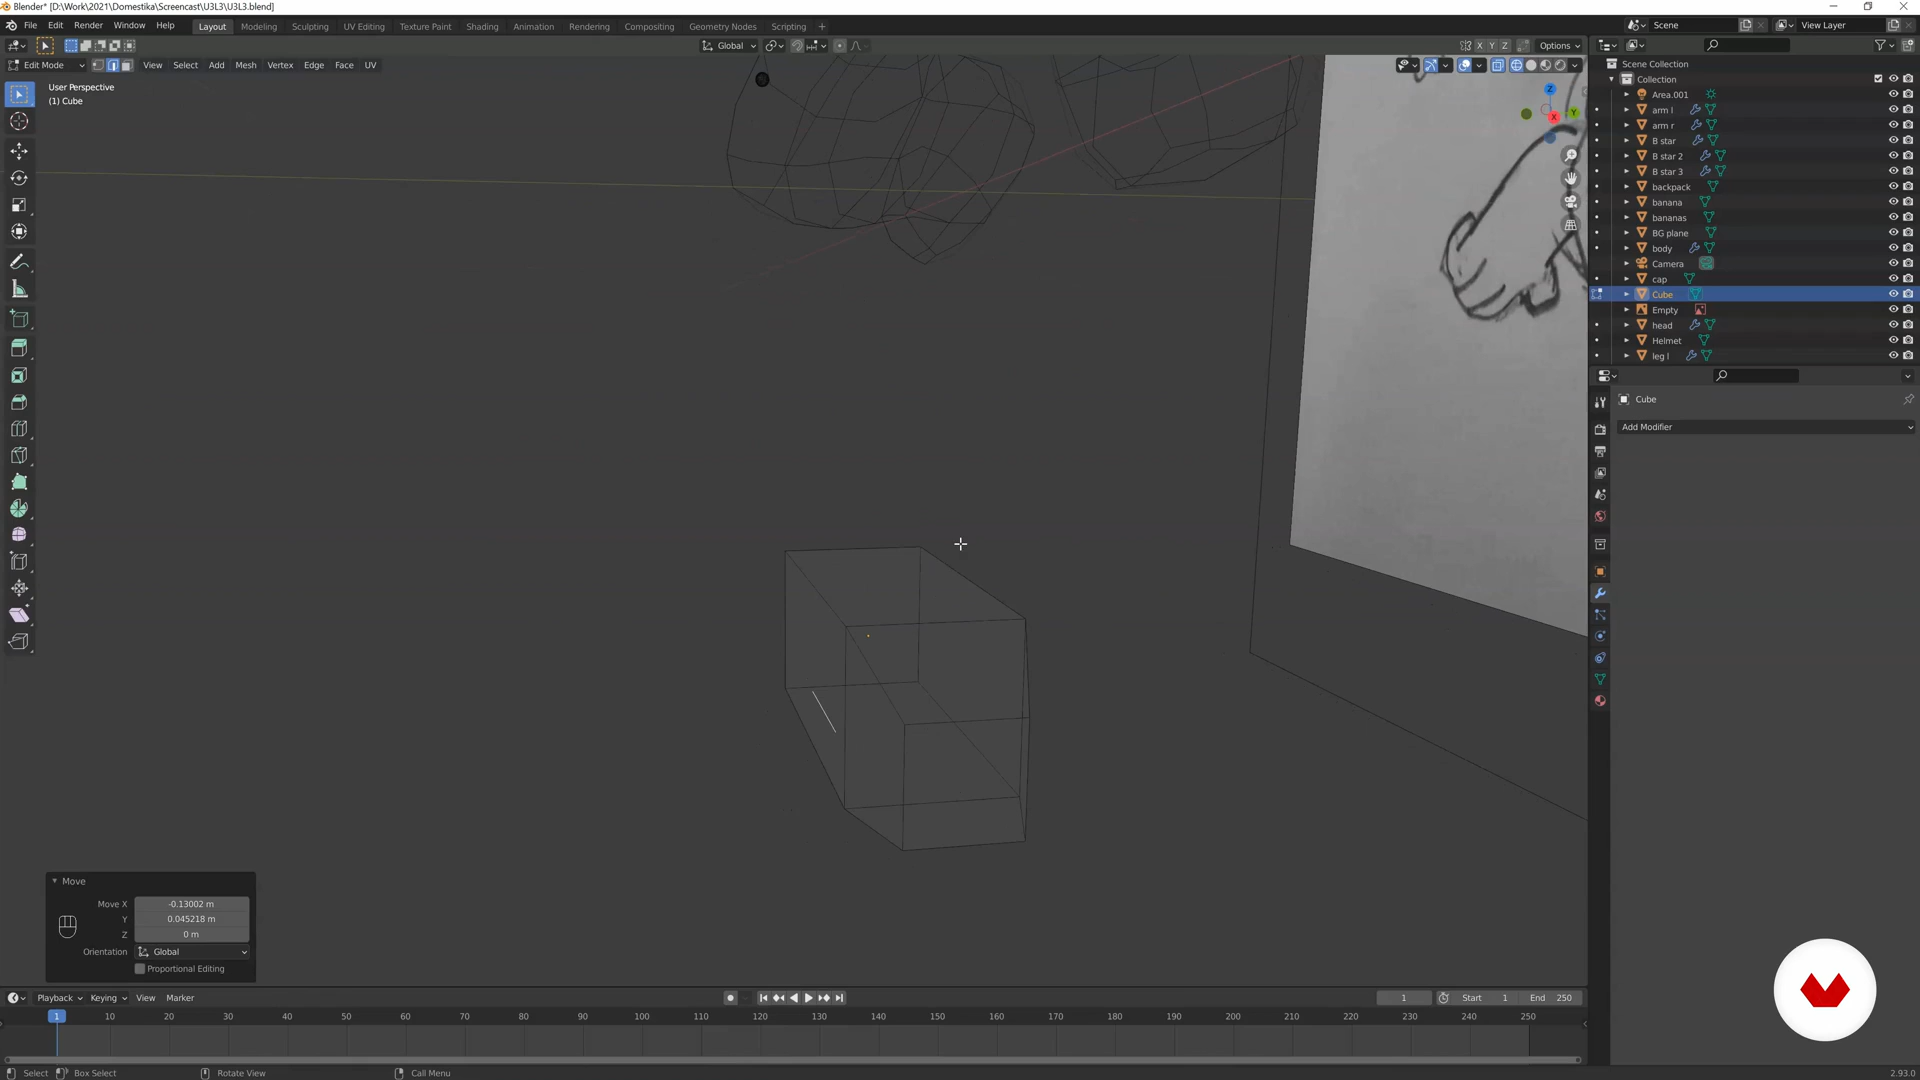 Blender* [D:\Work\2021\Domestika\Screencast\U3L3\U3L3.blend]
File Edit Render Window Help Layout Modeling Sculpting UV Editing Texture Paint Shading Animation Rendering Compositing Geometry Nodes Scripting + Scene View Layer
Global X Y Z Options
Edit Mode View Select Add Mesh Vertex Edge Face UV
User Perspective
(1) Cube
Z
Y
X
Scene Collection
Collection
Area.001
arm l
arm r
B star
B star 2
B star 3
backpack
banana
bananas
BG plane
body
Camera
cap
Cube
Empty
head
Helmet
leg l
Cube
Add Modifier
Move
Move X -0.13002 m
Y 0.045218 m
Z 0 m
Orientation Global
Proportional Editing
Playback Keying View Marker 1 Start 1 End 250
1 10 20 30 40 50 60 70 80 90 100 110 120 130 140 150 160 170 180 190 200 210 220 230 240 250
Select Box Select Rotate View Call Menu 2.93.0